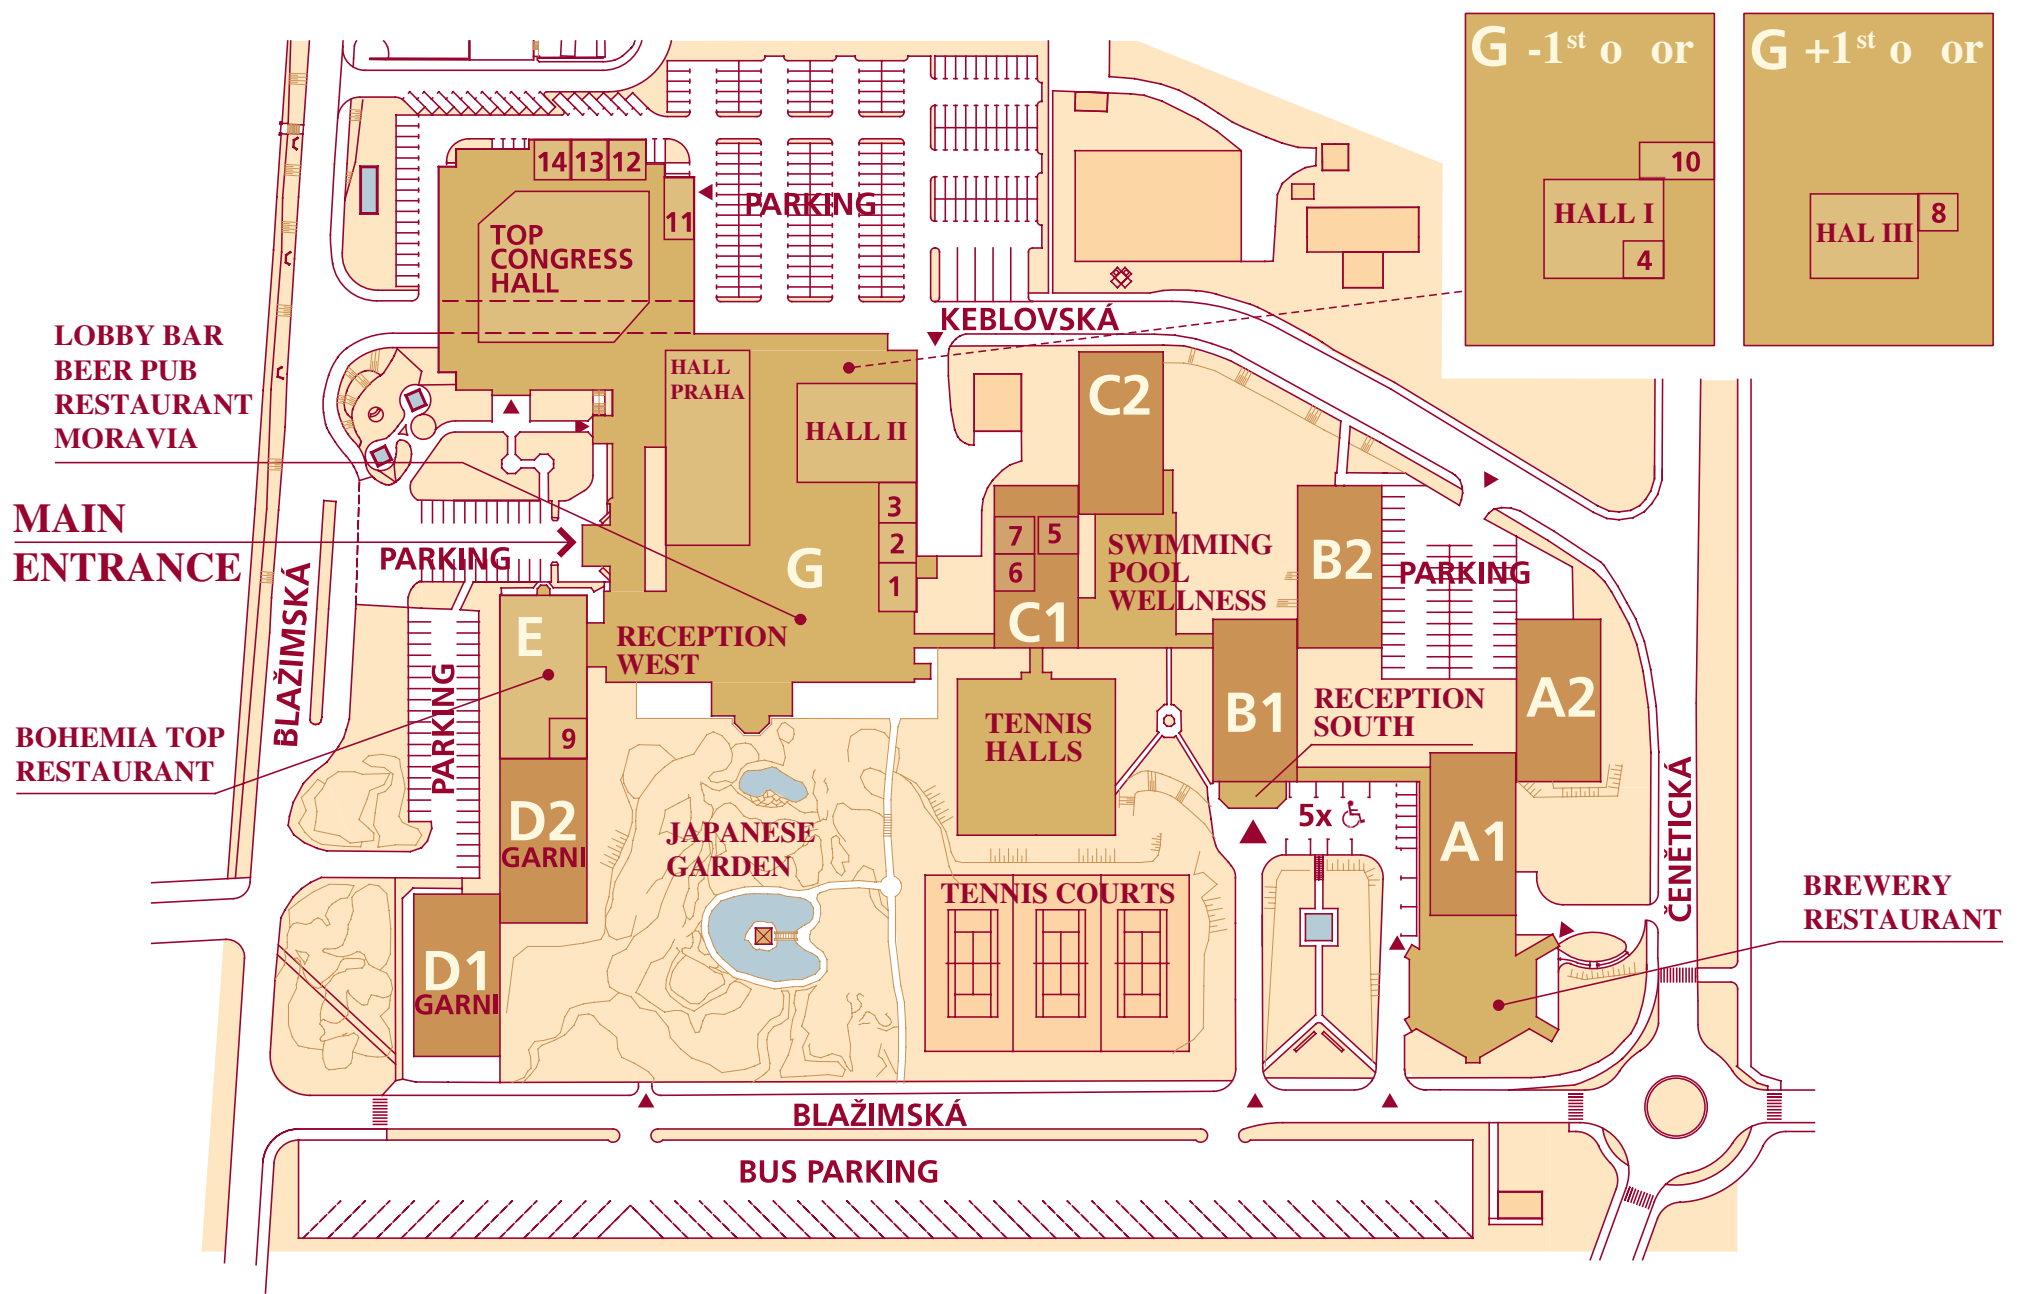 G -1st o or
G +1st o or
10
HALL I
4
8
HAL III
14
13
12
11
TOP
CONGRESS
HALL
PARKING
KEBLOVSKÁ
LOBBY BAR
BEER PUB
RESTAURANT
MORAVIA
HALL
PRAHA
HALL II
C2
MAIN
ENTRANCE
PARKING
3
2
1
G
7
5
6
C1
SWIMMING
POOL
WELLNESS
B2
PARKING
BLAŽIMSKÁ
E
RECEPTION
WEST
PARKING
9
BOHEMIA TOP
RESTAURANT
D2
GARNI
D1
GARNI
JAPANESE
GARDEN
TENNIS
HALLS
B1
RECEPTION
SOUTH
A2
5x
A1
ČENĚTICKÁ
TENNIS COURTS
BREWERY
RESTAURANT
BLAŽIMSKÁ
BUS PARKING